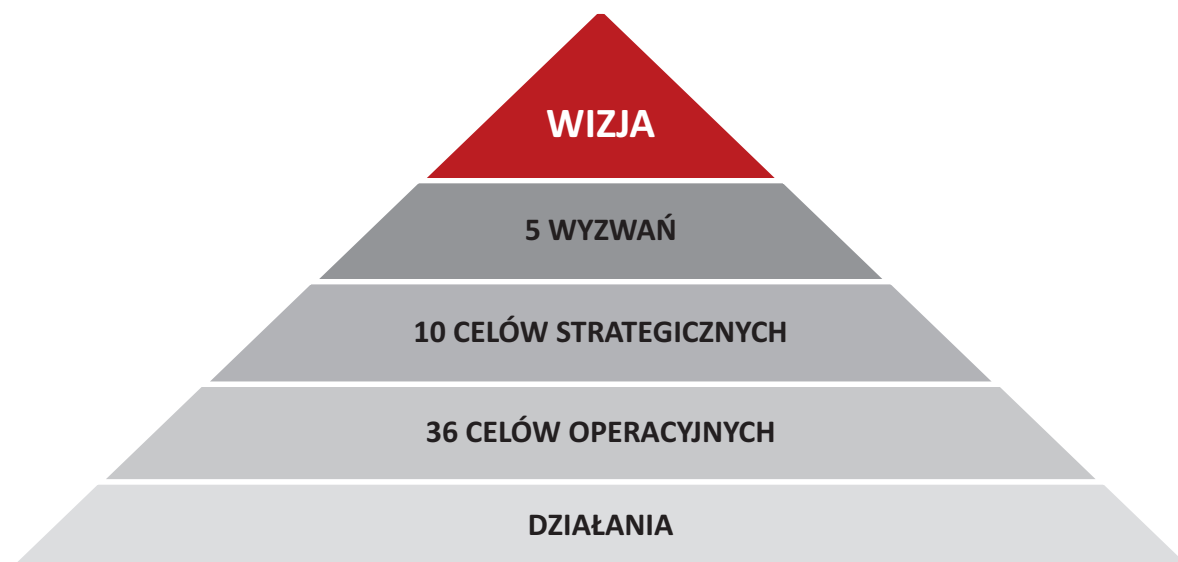 WIZJA
5 WYZWAŃ
10 CELÓW STRATEGICZNYCH
36 CELÓW OPERACYJNYCH
DZIAŁANIA